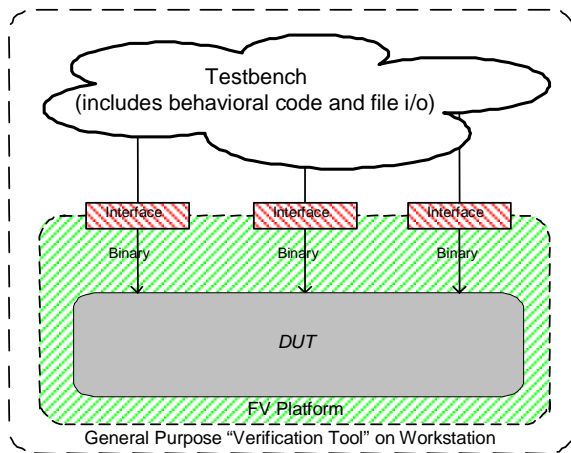 Testbench
(includes behavioral code and file i/o)
Interface
Interface
Interface
Binary
Binary
Binary
DUT
FV Platform
General Purpose “Verification Tool” on Workstation